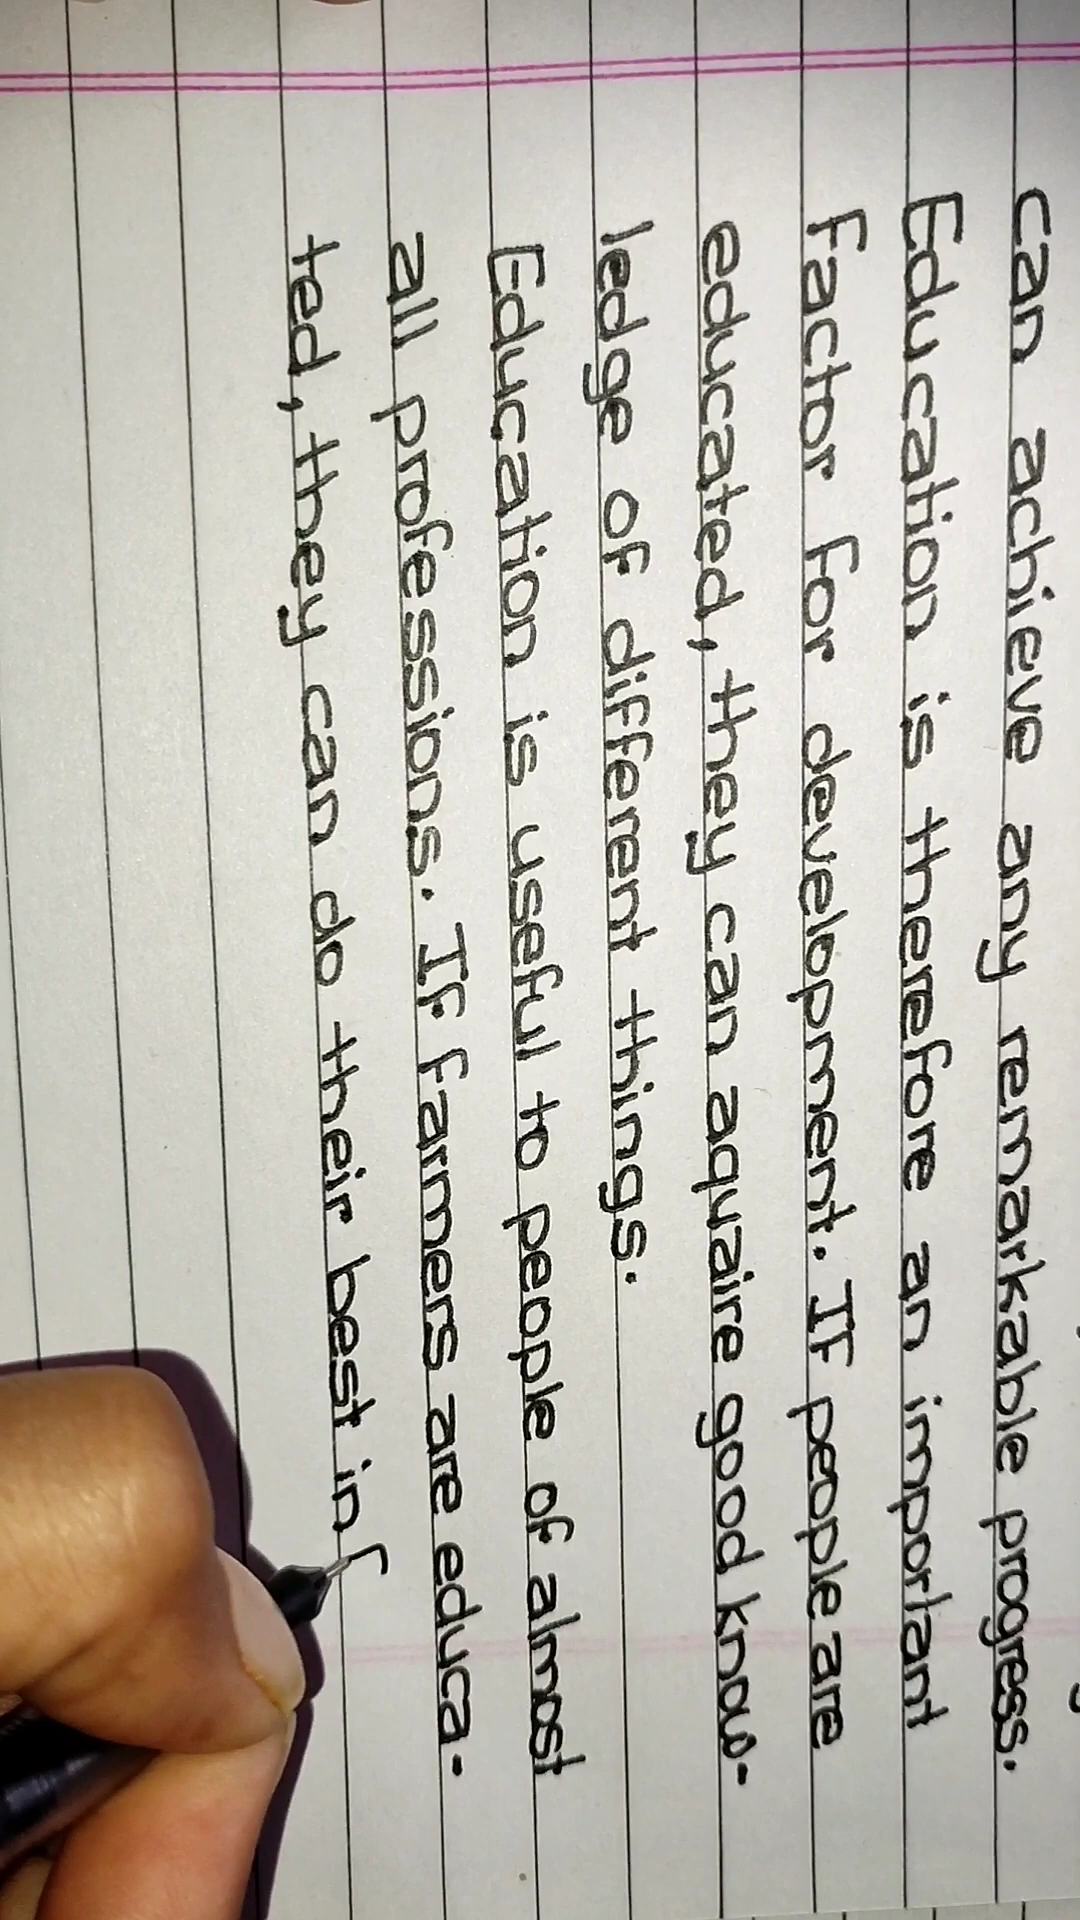 can achieve any remarkable progress.
Education is therefore an important
Factor for development. If people are
educated, they can aquaire good know-
ledge of different things.
Education is useful to people of almost
all professions. If farmers are educa-
ted, they can do their best in f